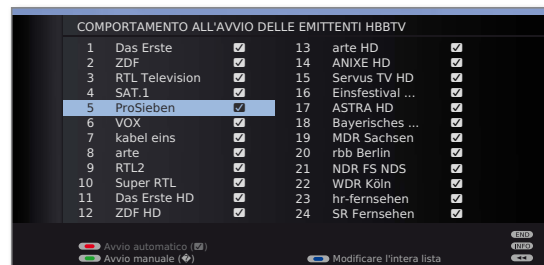 COMPORTAMENTO ALL'AVVIO DELLE EMITTENTI HBBTV
1 Das Erste ☑ 13 arte HD ☑
2 ZDF ☑ 14 ANIXE HD ☑
3 RTL Television ☑ 15 Servus TV HD ☑
4 SAT.1 ☑ 16 Einsfestival ... ☑
5 ProSieben ☑ 17 ASTRA HD ☑
6 VOX ☑ 18 Bayerisches ... ☑
7 kabel eins ☑ 19 MDR Sachsen ☑
8 arte ☑ 20 rbb Berlin ☑
9 RTL2 ☑ 21 NDR FS NDS ☑
10 Super RTL ☑ 22 WDR Köln ☑
11 Das Erste HD ☑ 23 hr-fernsehen ☑
12 ZDF HD ☑ 24 SR Fernsehen ☑
END
Avvio automatico (☑) INFO
Avvio manuale (�) Modificare l'intera lista